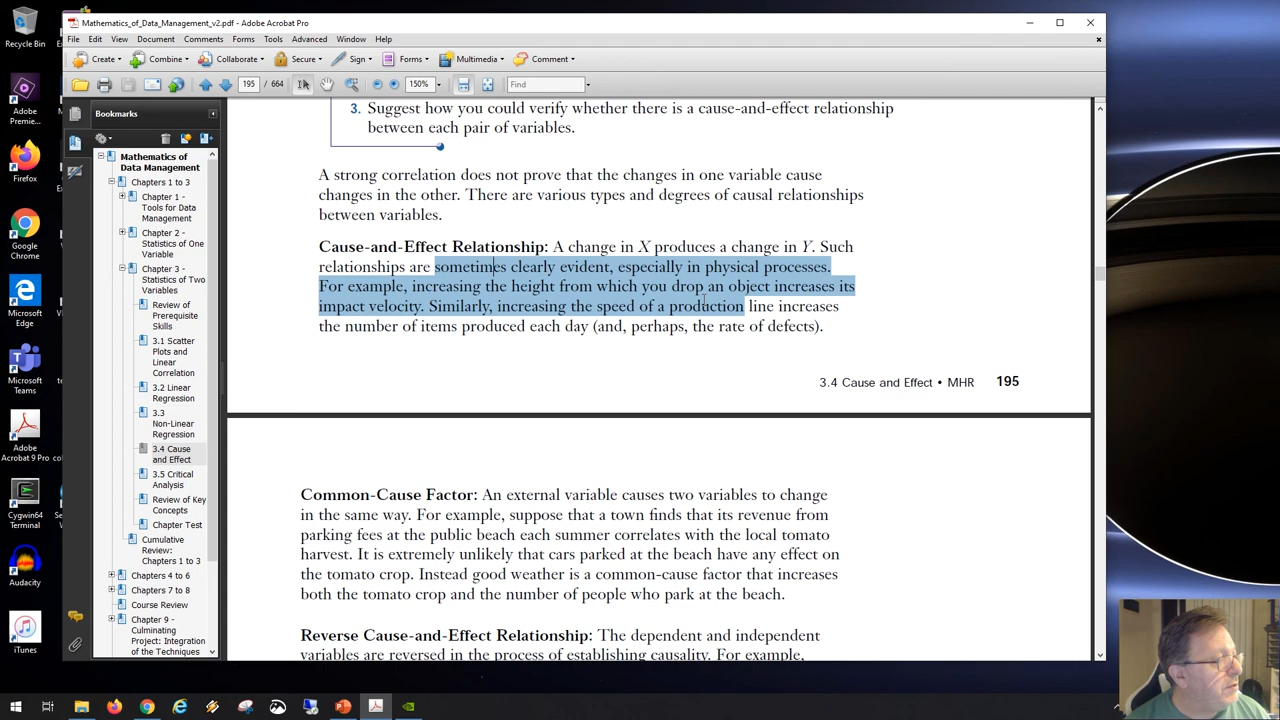 Recycle Bin
Adobe
Premie...
Firefox
Google
Chrome
Microsoft
Edge
Microsoft
Teams
Adobe
Acrobat 9 Pro
Cygwin64
Terminal
Audacity
iTunes
Mathematics_of_Data_Management_v2.pdf - Adobe Acrobat Pro
File Edit View Document Comments Forms Tools Advanced Window Help
Create Combine Collaborate Secure Sign Forms Multimedia Comment
195 / 664 150% Find
Bookmarks
Mathematics of
Data Management
Chapters 1 to 3
Chapter 1 -
Tools for Data
Management
Chapter 2 -
Statistics of One
Variable
Chapter 3 -
Statistics of Two
Variables
Review of
Prerequisite
Skills
3.1 Scatter
Plots and
Linear
Correlation
3.2 Linear
Regression
3.3
Non-Linear
Regression
3.4 Cause
and Effect
3.5 Critical
Analysis
Review of Key
Concepts
Chapter Test
Cumulative
Review:
Chapters 1 to 3
Chapters 4 to 6
Chapters 7 to 8
Course Review
Chapter 9 -
Culminating
Project: Integration
of the Techniques
3. Suggest how you could verify whether there is a cause-and-effect relationship
between each pair of variables.
A strong correlation does not prove that the changes in one variable cause
changes in the other. There are various types and degrees of causal relationships
between variables.
Cause-and-Effect Relationship: A change in X produces a change in Y. Such
relationships are sometimes clearly evident, especially in physical processes.
For example, increasing the height from which you drop an object increases its
impact velocity. Similarly, increasing the speed of a production line increases
the number of items produced each day (and, perhaps, the rate of defects).
3.4 Cause and Effect • MHR 195
Common-Cause Factor: An external variable causes two variables to change
in the same way. For example, suppose that a town finds that its revenue from
parking fees at the public beach each summer correlates with the local tomato
harvest. It is extremely unlikely that cars parked at the beach have any effect on
the tomato crop. Instead good weather is a common-cause factor that increases
both the tomato crop and the number of people who park at the beach.
Reverse Cause-and-Effect Relationship: The dependent and independent
variables are reversed in the process of establishing causality. For example,